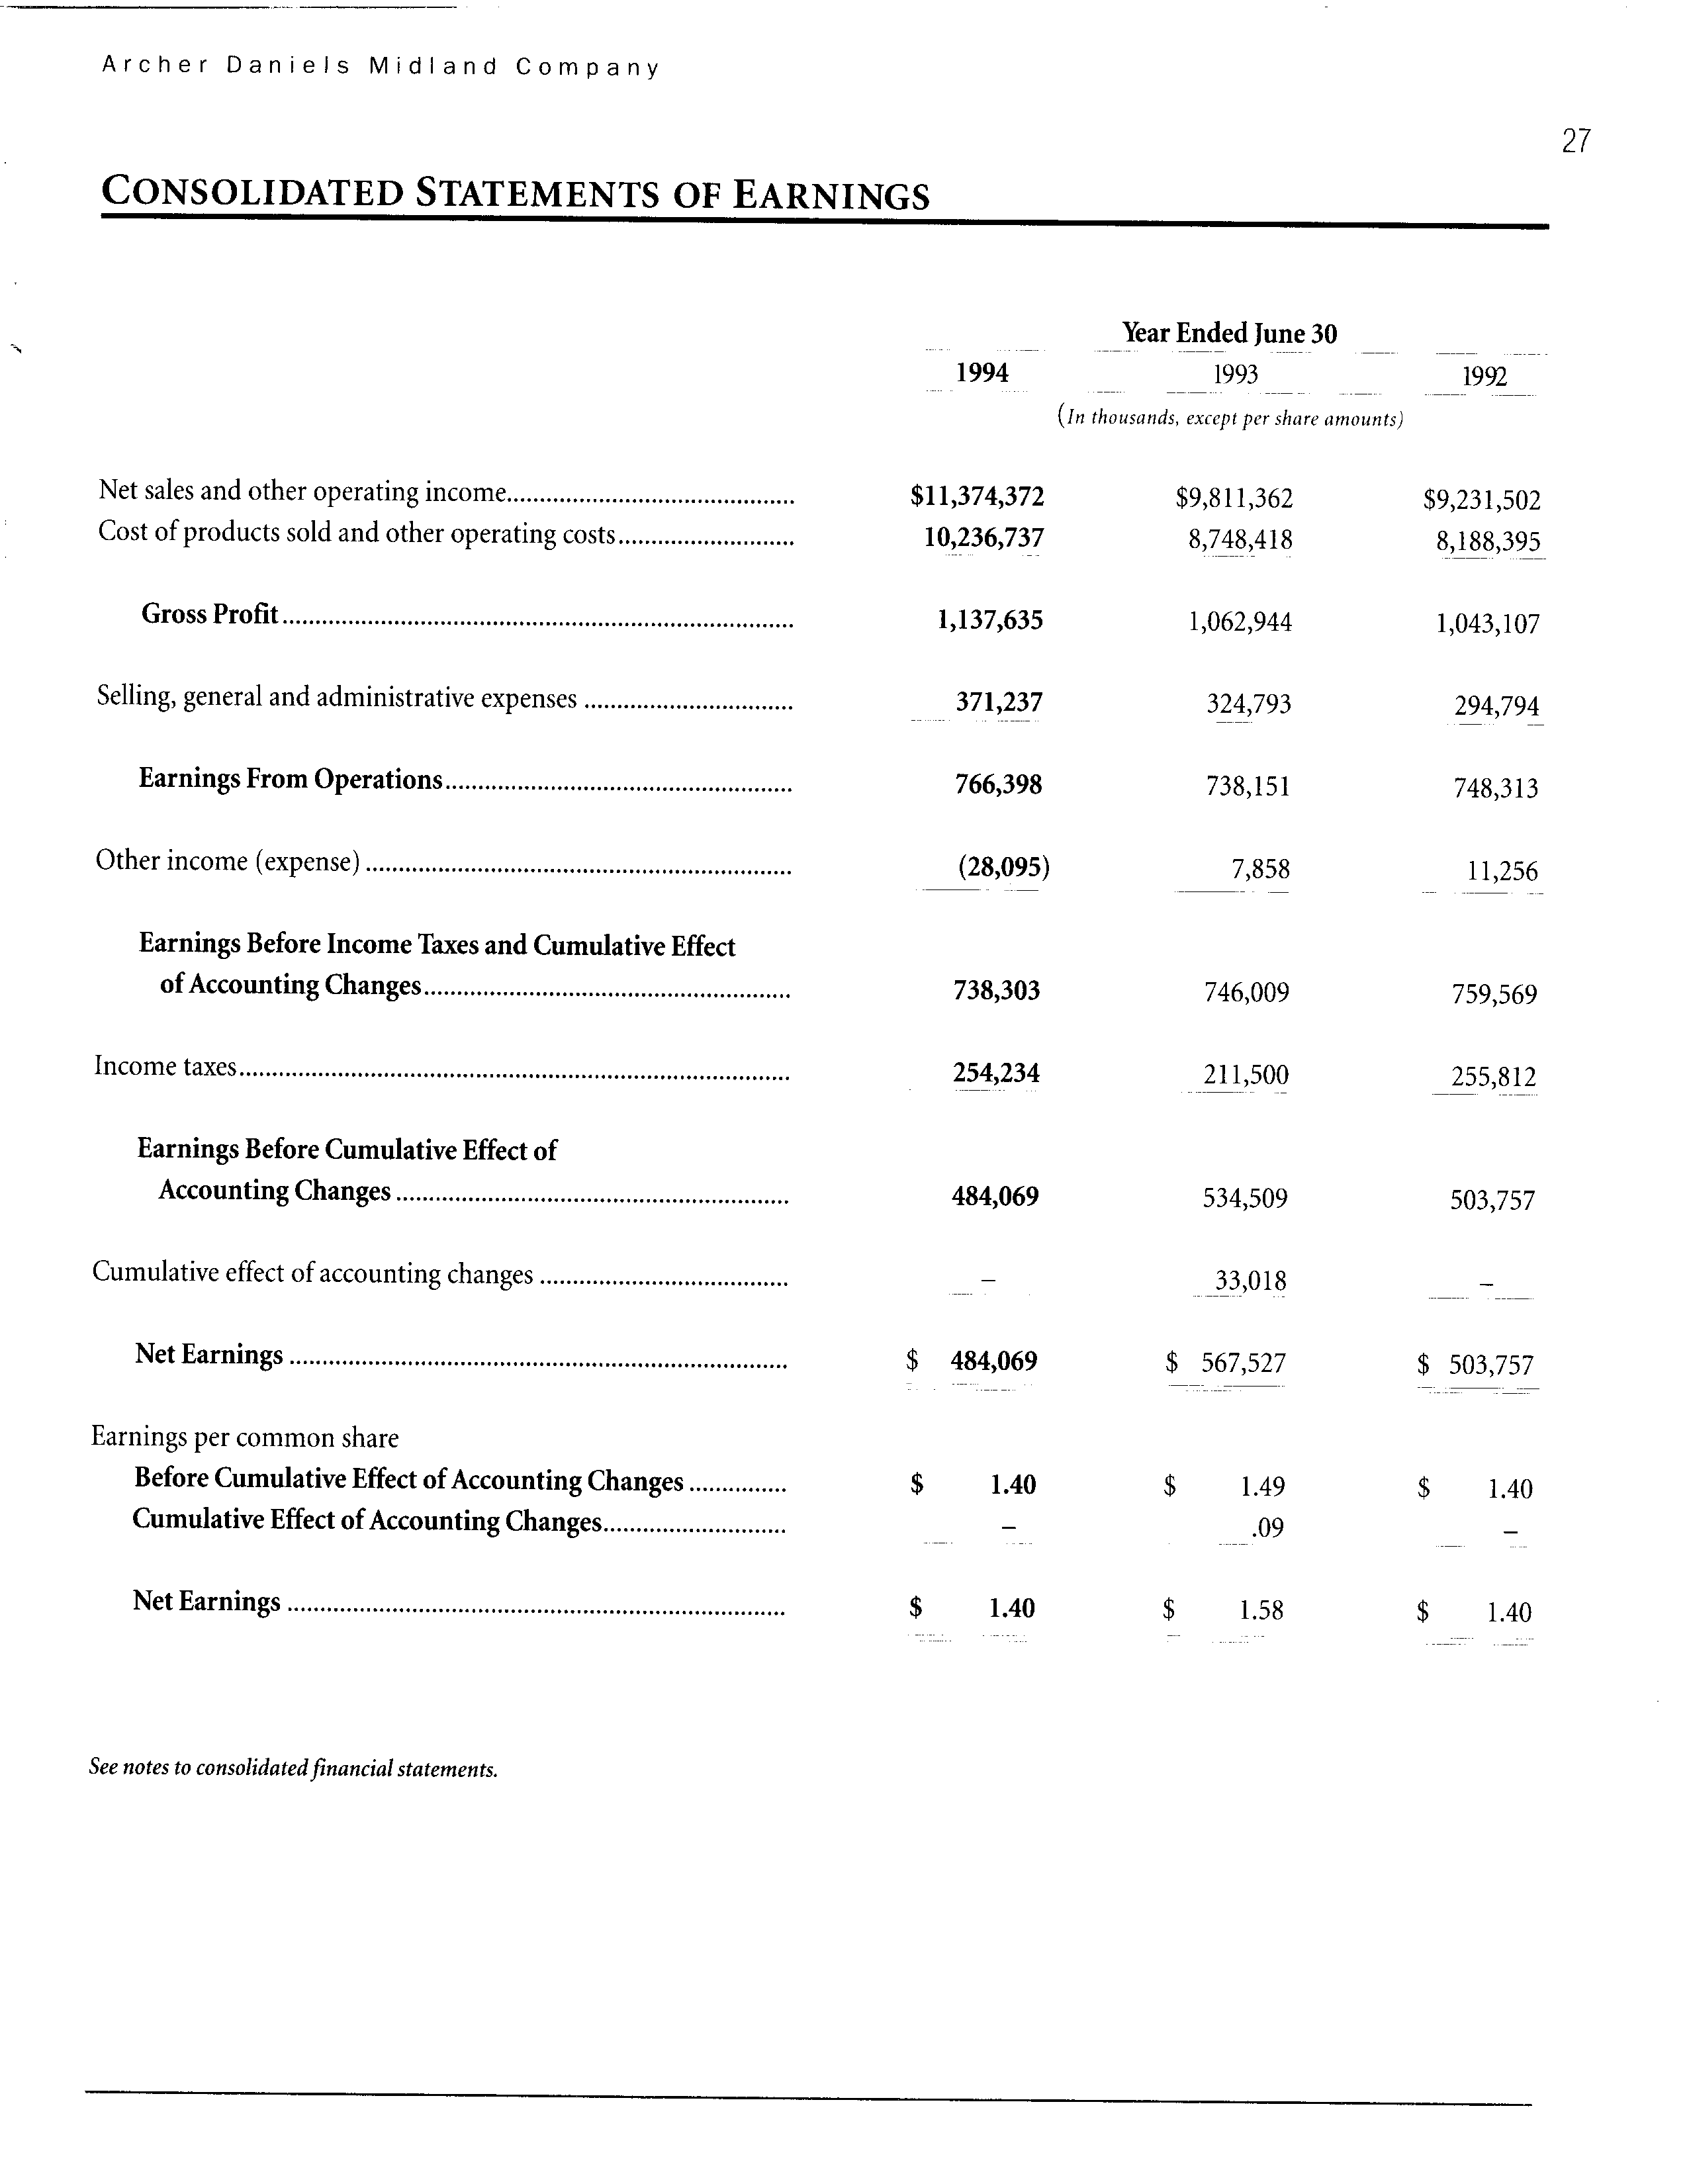 Archer Daniels Midland Company
27
CONSOLIDATED STATEMENTS OF EARNINGS
Year Ended June 30
1994 1993 1992
(In thousands, except per share amounts)
Net sales and other operating income........................................... $11,374,372 $9,811,362 $9,231,502
Cost of products sold and other operating costs.......................... 10,236,737 8,748,418 8,188,395
Gross Profit............................................................................. 1,137,635 1,062,944 1,043,107
Selling, general and administrative expenses ............................... 371,237 324,793 294,794
Earnings From Operations.................................................... 766,398 738,151 748,313
Other income (expense) ................................................................ (28,095) 7,858 11,256
Earnings Before Income Taxes and Cumulative Effect
of Accounting Changes....................................................... 738,303 746,009 759,569
Income taxes................................................................................... 254,234 211,500 255,812
Earnings Before Cumulative Effect of
Accounting Changes ........................................................... 484,069 534,509 503,757
Cumulative effect of accounting changes ..................................... – 33,018 –
Net Earnings ........................................................................... $ 484,069 $ 567,527 $ 503,757
Earnings per common share
Before Cumulative Effect of Accounting Changes ............... $ 1.40 $ 1.49 $ 1.40
Cumulative Effect of Accounting Changes............................ – .09 –
Net Earnings ........................................................................... $ 1.40 $ 1.58 $ 1.40
See notes to consolidated financial statements.